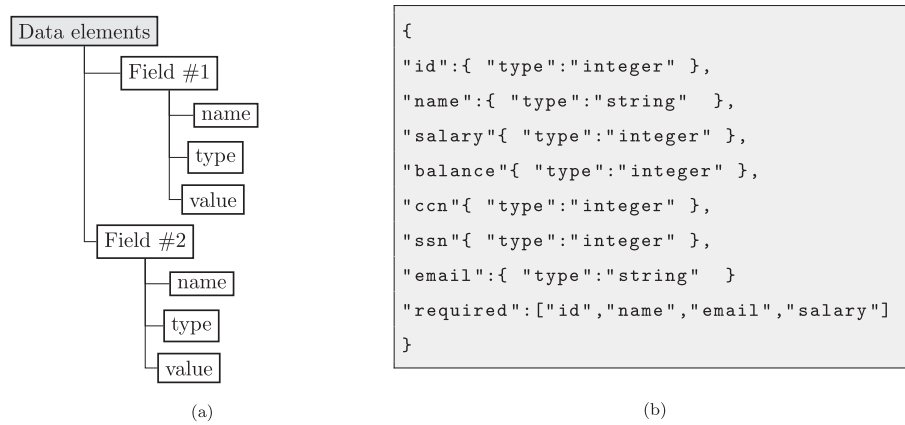 Data elements
Field #1
name
type
value
Field #2
name
type
value
(a)
{
"id":{ "type":"integer" },
"name":{ "type":"string"  },
"salary"{ "type":"integer" },
"balance"{ "type":"integer" },
"ccn"{ "type":"integer" },
"ssn"{ "type":"integer" },
"email":{ "type":"string"  }
"required":["id","name","email","salary"]
}
(b)